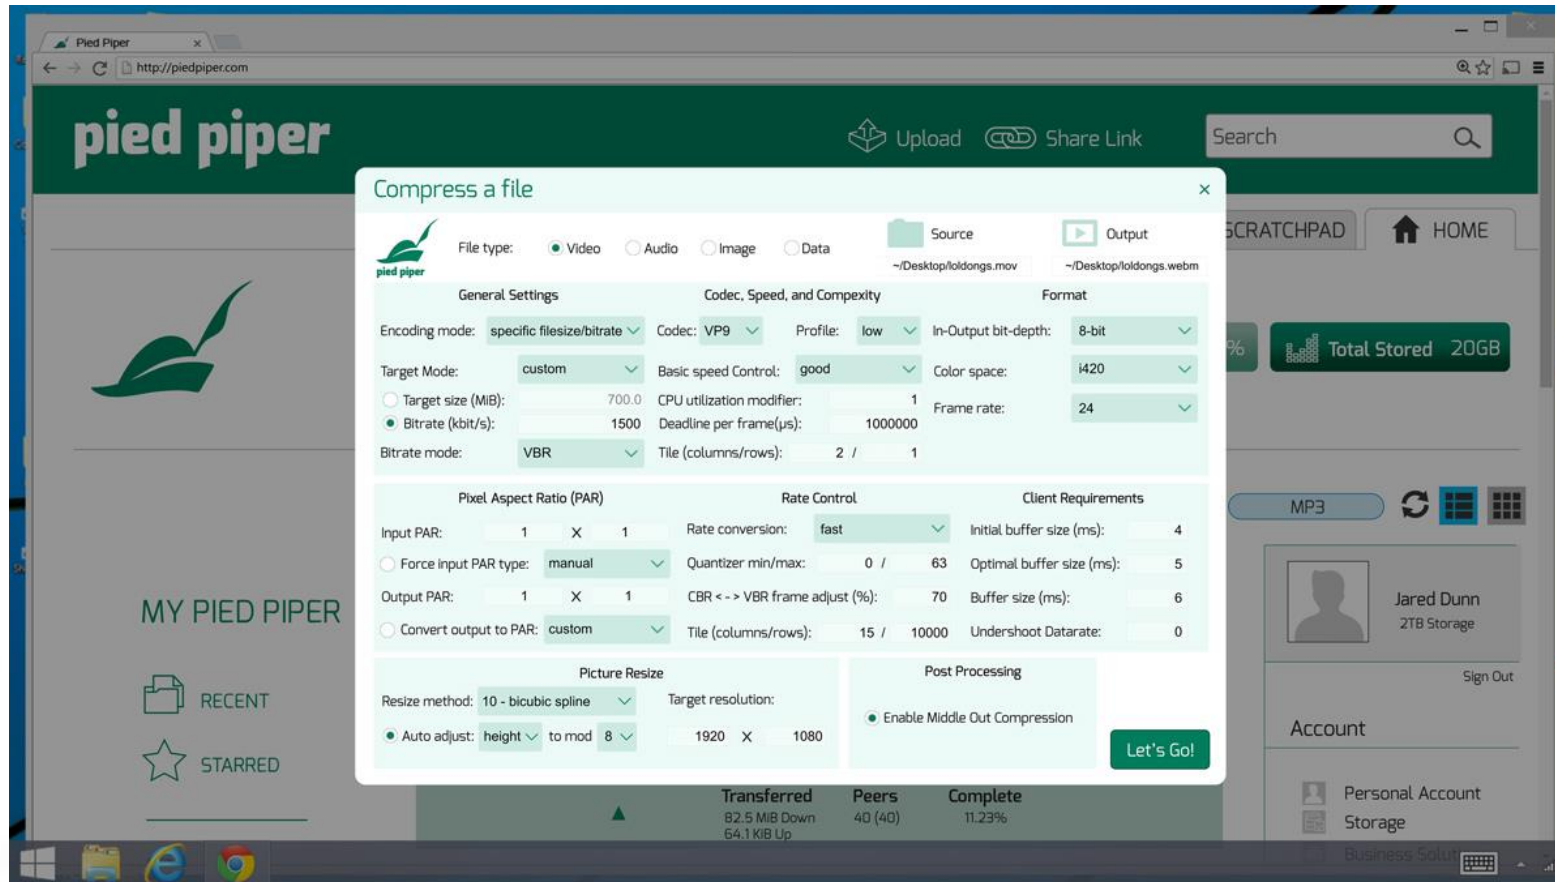 Pied Piper
http://piedpiper.com
pied piper
Upload
Share Link
Search
SCRATCHPAD
HOME
%
Total Stored 20GB
Compress a file
pied piper
File type: Video Audio Image Data
Source
~/Desktop/loldongs.mov
Output
~/Desktop/loldongs.webm
General Settings
Encoding mode: specific filesize/bitrate
Target Mode: custom
Target size (MiB): 700.0
Bitrate (kbit/s): 1500
Bitrate mode: VBR
Codec, Speed, and Compexity
Codec: VP9 Profile: low
Basic speed Control: good
CPU utilization modifier: 1
Deadline per frame(µs): 1000000
Tile (columns/rows): 2 / 1
Format
In-Output bit-depth: 8-bit
Color space: i420
Frame rate: 24
Pixel Aspect Ratio (PAR)
Input PAR: 1 X 1
Force input PAR type: manual
Output PAR: 1 X 1
Convert output to PAR: custom
Rate Control
Rate conversion: fast
Quantizer min/max: 0 / 63
CBR < - > VBR frame adjust (%): 70
Tile (columns/rows): 15 / 10000
Client Requirements
Initial buffer size (ms): 4
Optimal buffer size (ms): 5
Buffer size (ms): 6
Undershoot Datarate: 0
Picture Resize
Resize method: 10 - bicubic spline
Target resolution:
Auto adjust: height to mod 8
1920 X 1080
Post Processing
Enable Middle Out Compression
Let's Go!
MP3
MY PIED PIPER
RECENT
STARRED
Jared Dunn
2TB Storage
Sign Out
Account
Personal Account
Storage
Business
Transferred Peers Complete
82.5 MiB Down 40 (40) 11.23%
64.1 KiB Up